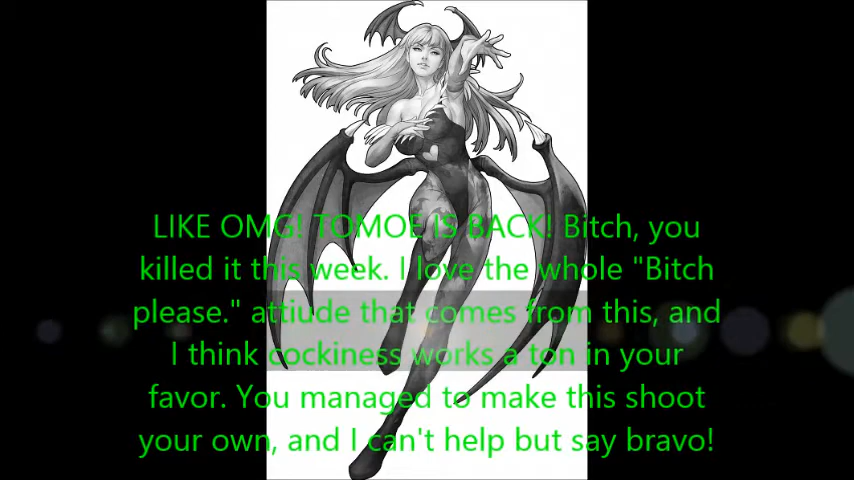 LIKE OMG! TOMOE IS BACK! Bitch, you
killed it this week. I love the whole "Bitch
please." attiude that comes from this, and
I think cockiness works a ton in your
favor. You managed to make this shoot
your own, and I can't help but say bravo!